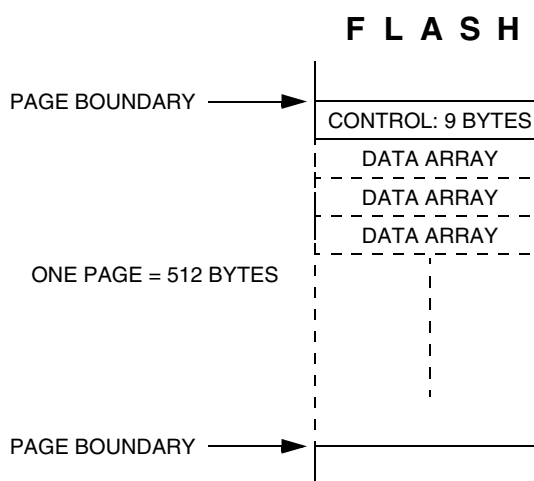 F L A S H
PAGE BOUNDARY
CONTROL: 9 BYTES
DATA ARRAY
DATA ARRAY
DATA ARRAY
ONE PAGE = 512 BYTES
PAGE BOUNDARY